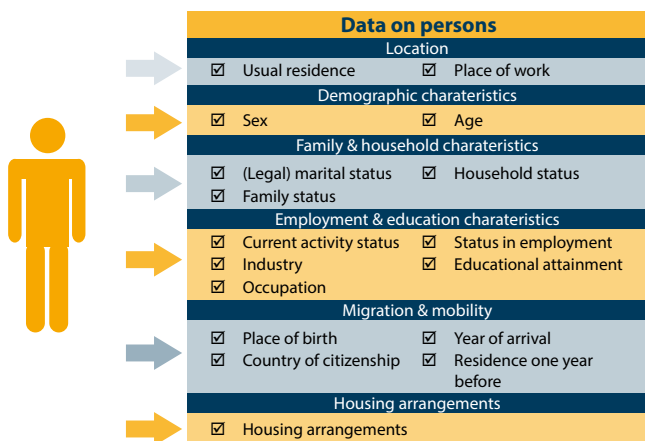 Data on persons
Location
Usual residence Place of work
Demographic charateristics
Sex Age
Family & household charateristics
(Legal) marital status Household status
Family status
Employment & education charateristics
Current activity status Status in employment
Industry Educational attainment
Occupation
Migration & mobility
Place of birth Year of arrival
Country of citizenship Residence one year
before
Housing arrangements
Housing arrangements